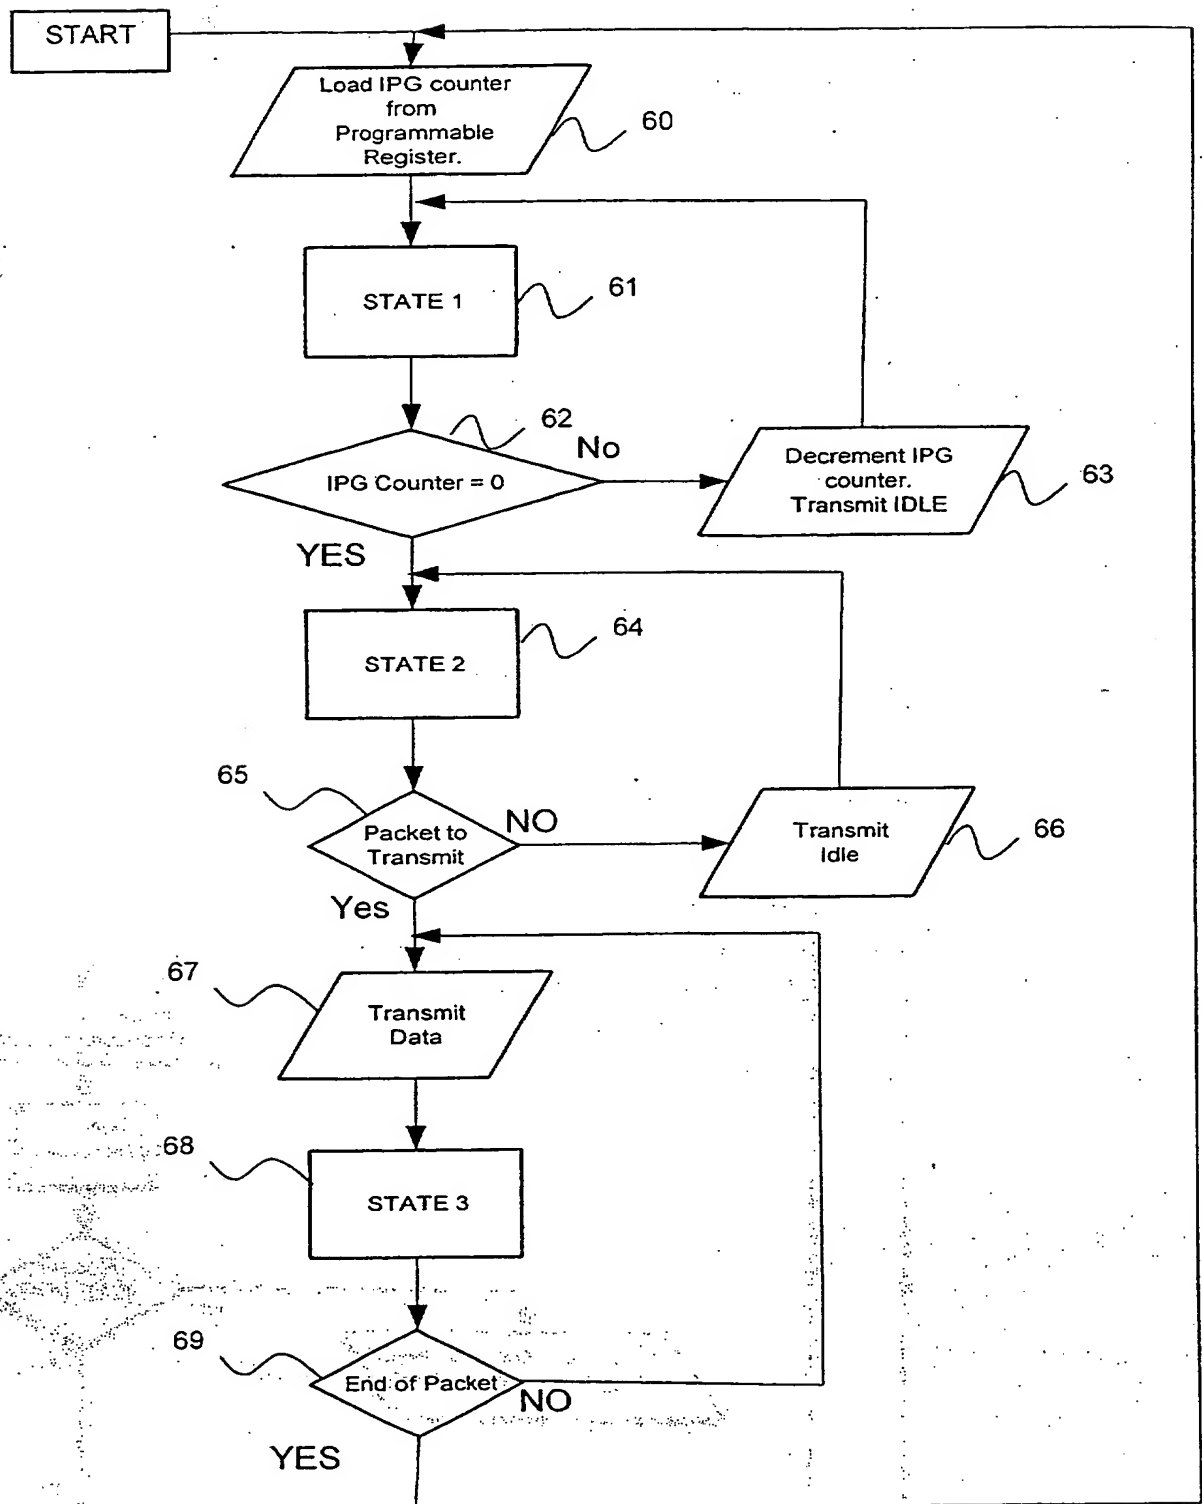 START
Load IPG counter
from
Programmable
Register.
60
STATE 1
61
62
IPG Counter = 0
No
Decrement IPG
counter.
Transmit IDLE
63
YES
STATE 2
64
65
Packet to
Transmit
NO
Transmit
Idle
66
Yes
67
Transmit
Data
68
STATE 3
69
End of Packet
NO
YES